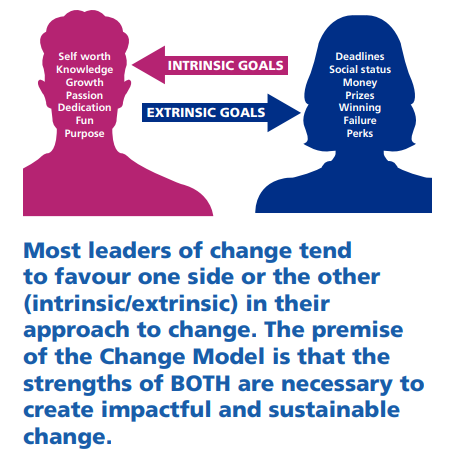 Self worth
Knowledge
Growth
Passion
Dedication
Fun
Purpose
INTRINSIC GOALS
EXTRINSIC GOALS
Deadlines
Social status
Money
Prizes
Winning
Failure
Perks
Most leaders of change tend
to favour one side or the other
(intrinsic/extrinsic) in their
approach to change. The premise
of the Change Model is that the
strengths of BOTH are necessary to
create impactful and sustainable
change.